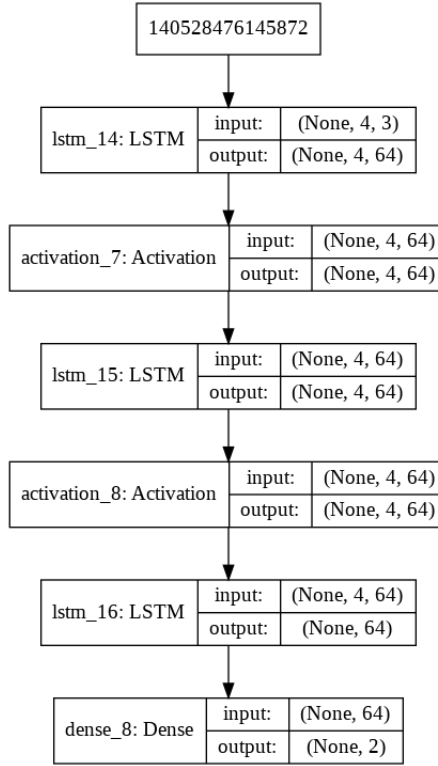 140528476145872
lstm_14: LSTM
input: (None, 4, 3)
output: (None, 4, 64)
activation_7: Activation
input: (None, 4, 64)
output: (None, 4, 64)
lstm_15: LSTM
input: (None, 4, 64)
output: (None, 4, 64)
activation_8: Activation
input: (None, 4, 64)
output: (None, 4, 64)
lstm_16: LSTM
input: (None, 4, 64)
output: (None, 64)
dense_8: Dense
input: (None, 64)
output: (None, 2)